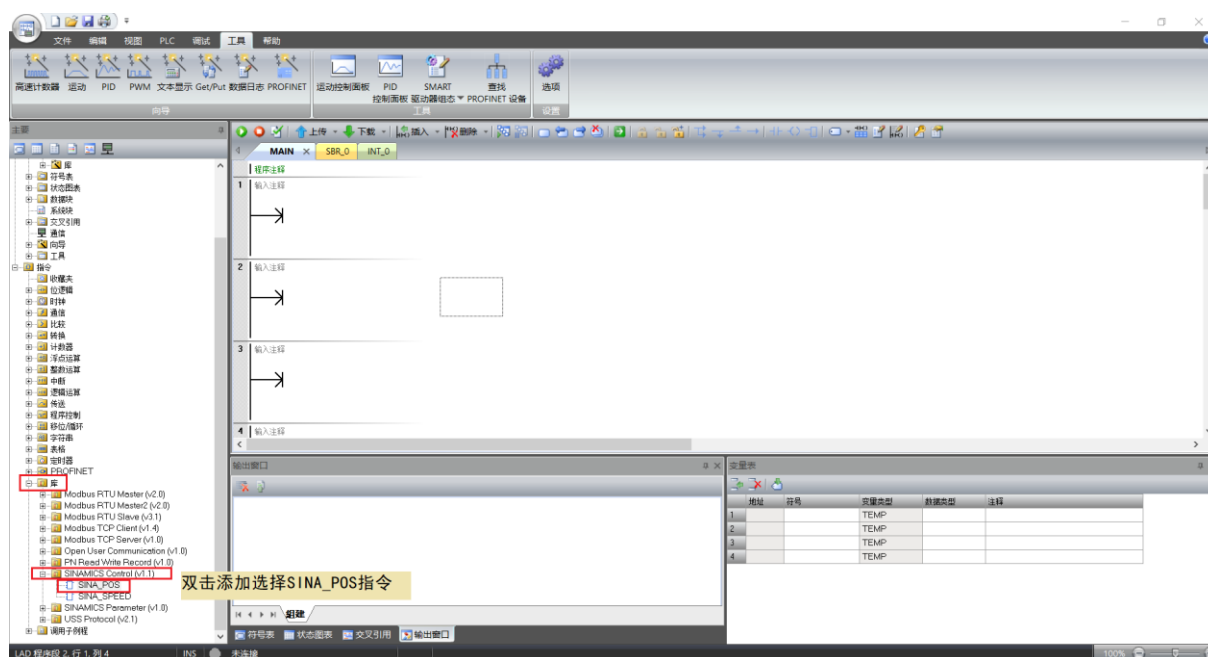 文件 编辑 视图 PLC 调试 工具 帮助
高速计数器 运动 PID PWM 文本显示 Get/Put 数据日志 PROFINET
向导
运动控制面板 PID 控制面板 SMART 驱动器组态 查找 PROFINET 设备
工具
选项
设置
主要
上传 下载 插入 删除
MAIN SBR_0 INT_0
程序注释
1 输入注释
2 输入注释
3 输入注释
4 输入注释
库
符号表
状态图表
数据块
系统块
交叉引用
通信
向导
工具
指令
收藏夹
位逻辑
时钟
通信
比较
转换
计数器
浮点运算
整数运算
中断
逻辑运算
传送
程序控制
移位/循环
字符串
表格
定时器
PROFINET
库
Modbus RTU Master (v2.0)
Modbus RTU Master2 (v2.0)
Modbus RTU Slave (v3.1)
Modbus TCP Client (v1.4)
Modbus TCP Server (v1.0)
Open User Communication (v1.0)
PN Read Write Record (v1.0)
SINAMICS Control (v1.1)
SINA_POS
SINA_SPEED
SINAMICS Parameter (v1.0)
USS Protocol (v2.1)
调用子例程
双击添加选择SINA_POS指令
输出窗口
组建
符号表 状态图表 交叉引用 输出窗口
变量表
地址 符号 变量类型 数据类型 注释
1 TEMP
2 TEMP
3 TEMP
4 TEMP
LAD 程序段 2, 行 1, 列 4 INS 未连接 100%